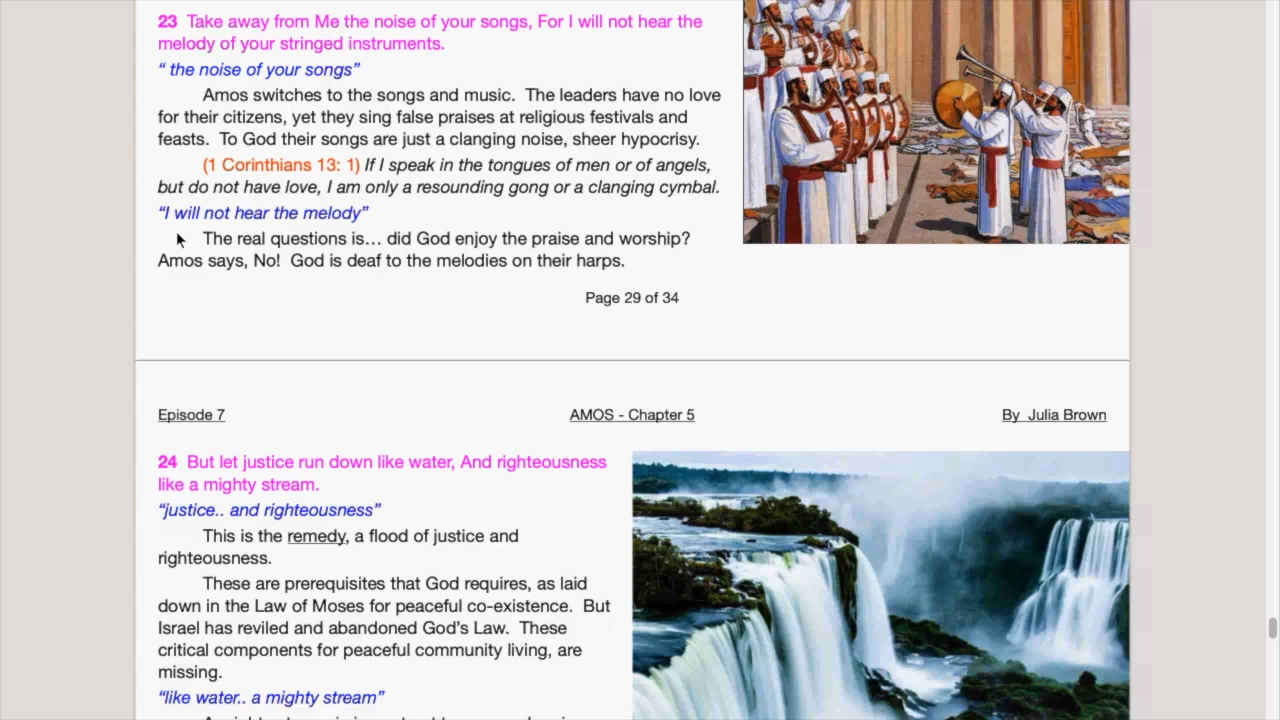 23 Take away from Me the noise of your songs, For I will not hear the
melody of your stringed instruments.
“ the noise of your songs”
Amos switches to the songs and music. The leaders have no love
for their citizens, yet they sing false praises at religious festivals and
feasts. To God their songs are just a clanging noise, sheer hypocrisy.
(1 Corinthians 13: 1) If I speak in the tongues of men or of angels,
but do not have love, I am only a resounding gong or a clanging cymbal.
“I will not hear the melody”
The real questions is… did God enjoy the praise and worship?
Amos says, No! God is deaf to the melodies on their harps.
Page 29 of 34
Episode 7 AMOS - Chapter 5 By Julia Brown
24 But let justice run down like water, And righteousness
like a mighty stream.
“justice.. and righteousness”
This is the remedy, a flood of justice and
righteousness.
These are prerequisites that God requires, as laid
down in the Law of Moses for peaceful co-existence. But
Israel has reviled and abandoned God’s Law. These
critical components for peaceful community living, are
missing.
“like water.. a mighty stream”